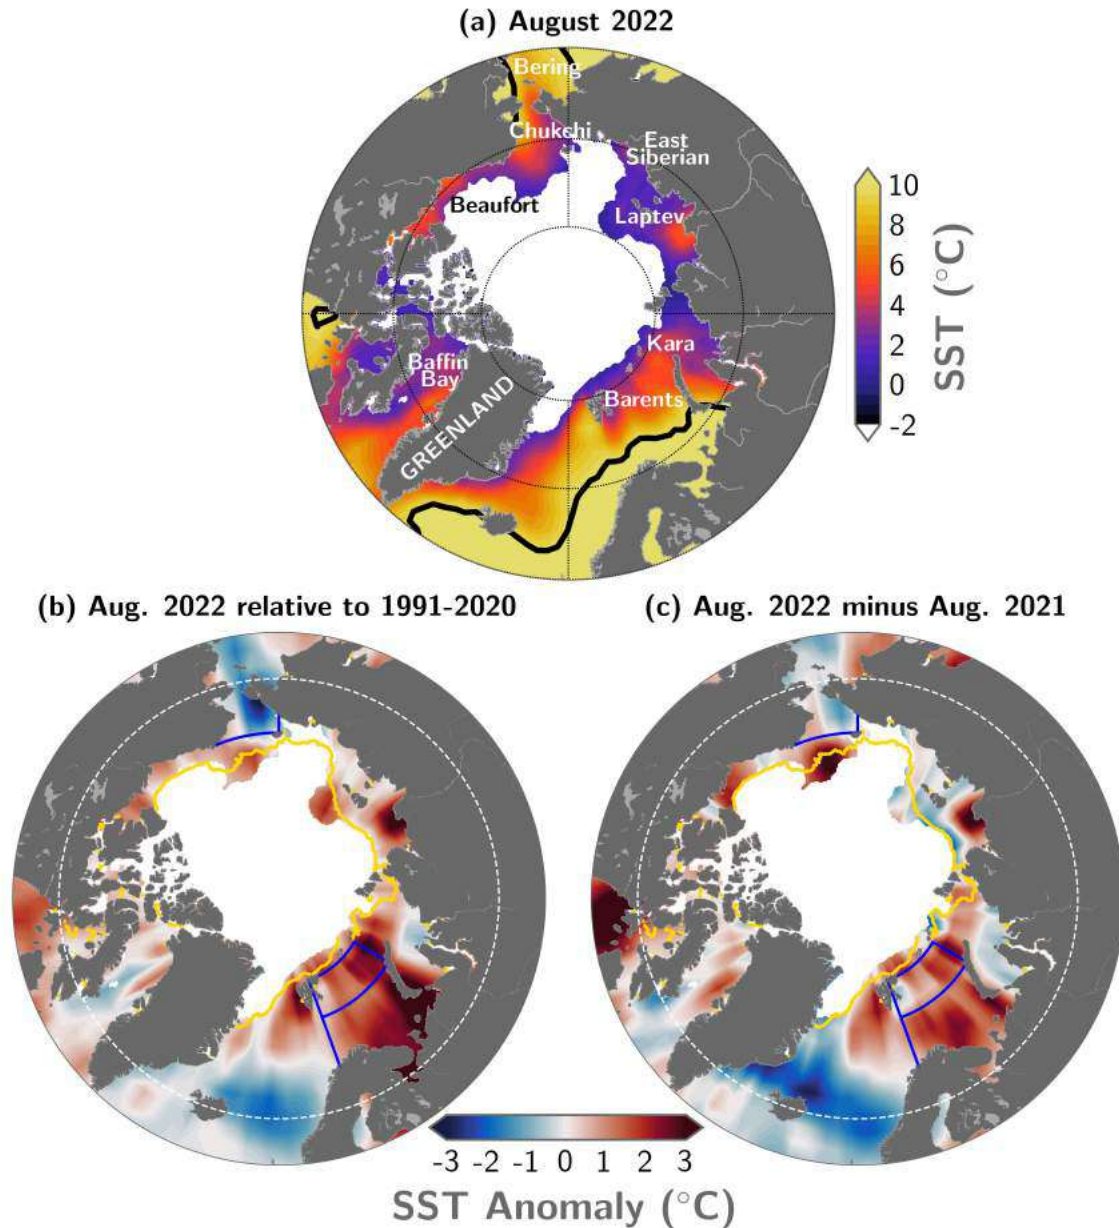 (a) August 2022
Bering
Chukchi
East
Siberian
Beaufort
Laptev
Kara
Baffin
Bay
Barents
GREENLAND
10
8
6
4
2
0
-2
SST (°C)
(b) Aug. 2022 relative to 1991-2020
(c) Aug. 2022 minus Aug. 2021
-3 -2 -1 0 1 2 3
SST Anomaly (°C)